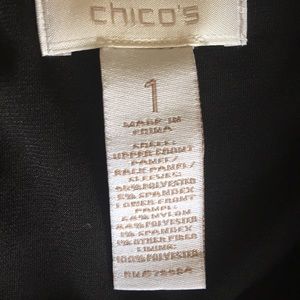 chico's
1
MADE IN
CHINA
SHELL:
UPPER FRONT
PANEL/
BACK PANEL/
SLEEVES:
95% POLYESTER
5% SPANDEX
LOWER FRONT
PANEL:
NYLON
% SPANDEX
% OTHER FIBER
LINING:
100% POLYESTER